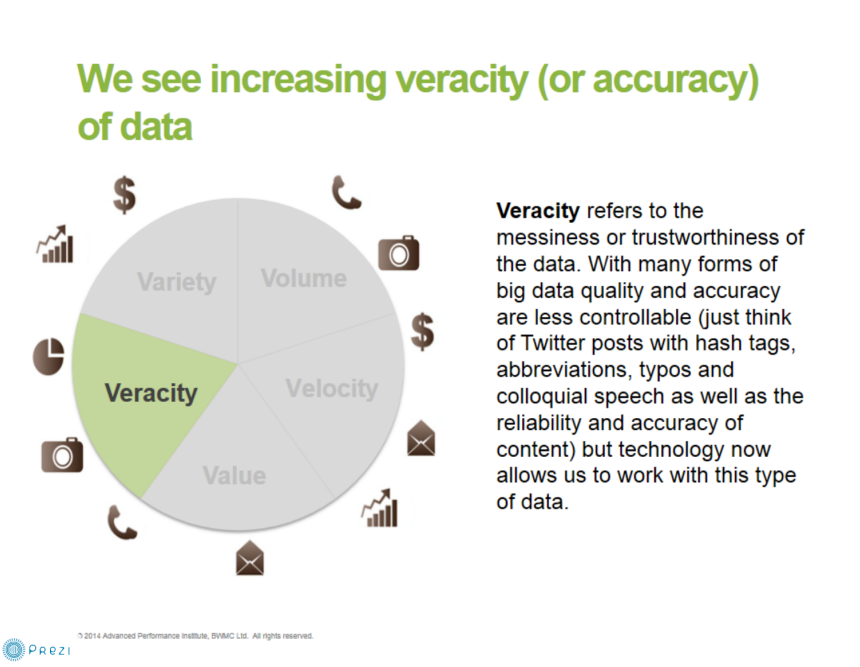 We see increasing veracity (or accuracy)
of data
Variety
Volume
Veracity
Velocity
Value
Veracity refers to the
messiness or trustworthiness of
the data. With many forms of
big data quality and accuracy
are less controllable (just think
of Twitter posts with hash tags,
abbreviations, typos and
colloquial speech as well as the
reliability and accuracy of
content) but technology now
allows us to work with this type
of data.
© 2014 Advanced Performance Institute, BWMC Ltd. All rights reserved.
PReZI